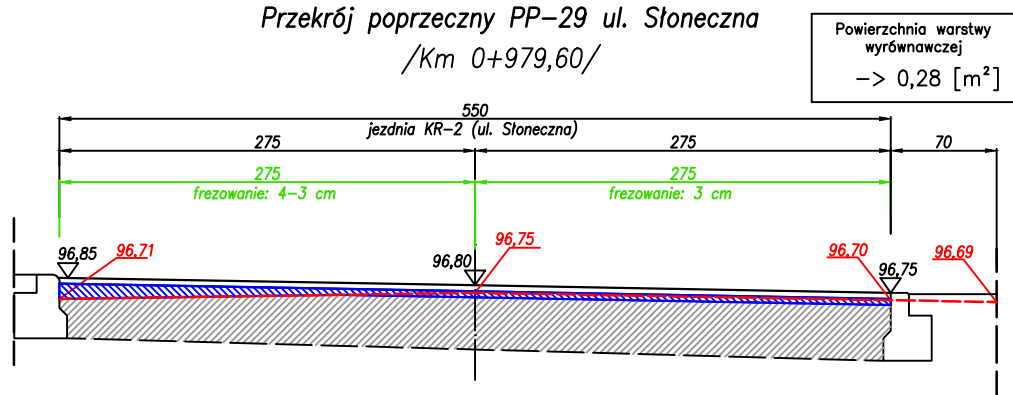 Przekrój poprzeczny PP-29 ul. Słoneczna
/Km 0+979,60/
Powierzchnia warstwy
wyrównawczej
-> 0,28 [m²]
550
jezdnia KR-2 (ul. Słoneczna)
275 275 70
275 275
frezowanie: 4-3 cm frezowanie: 3 cm
96,85 96,71 96,80 96,75 96,70 96,75 96,69